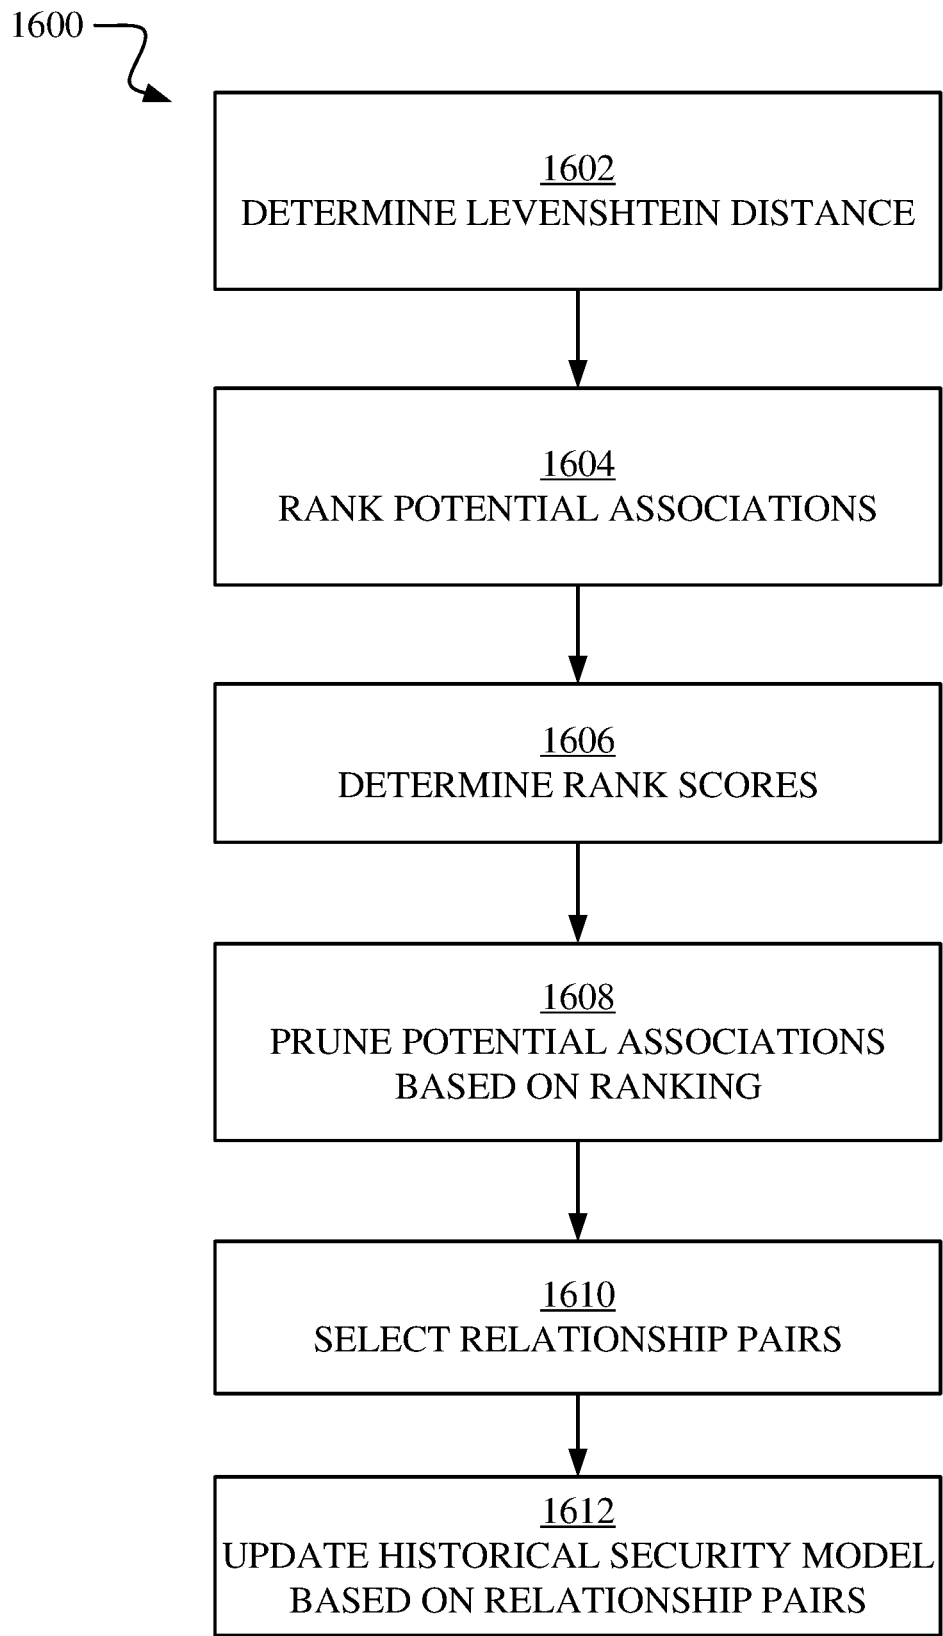 1600
1602
DETERMINE LEVENSHTEIN DISTANCE
1604
RANK POTENTIAL ASSOCIATIONS
1606
DETERMINE RANK SCORES
1608
PRUNE POTENTIAL ASSOCIATIONS
BASED ON RANKING
1610
SELECT RELATIONSHIP PAIRS
1612
UPDATE HISTORICAL SECURITY MODEL
BASED ON RELATIONSHIP PAIRS